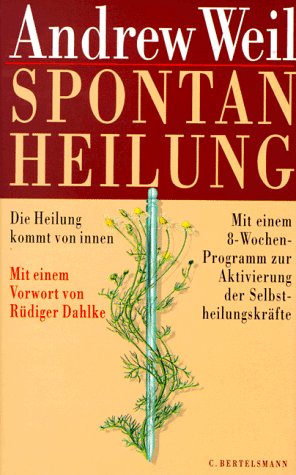 Andrew Weil
SPONTAN
HEILUNG
Die Heilung
kommt von innen
Mit einem
Vorwort von
Rüdiger Dahlke
Mit einem
8-Wochen-
Programm zur
Aktivierung
der Selbst-
heilungskräfte
C. BERTELSMANN